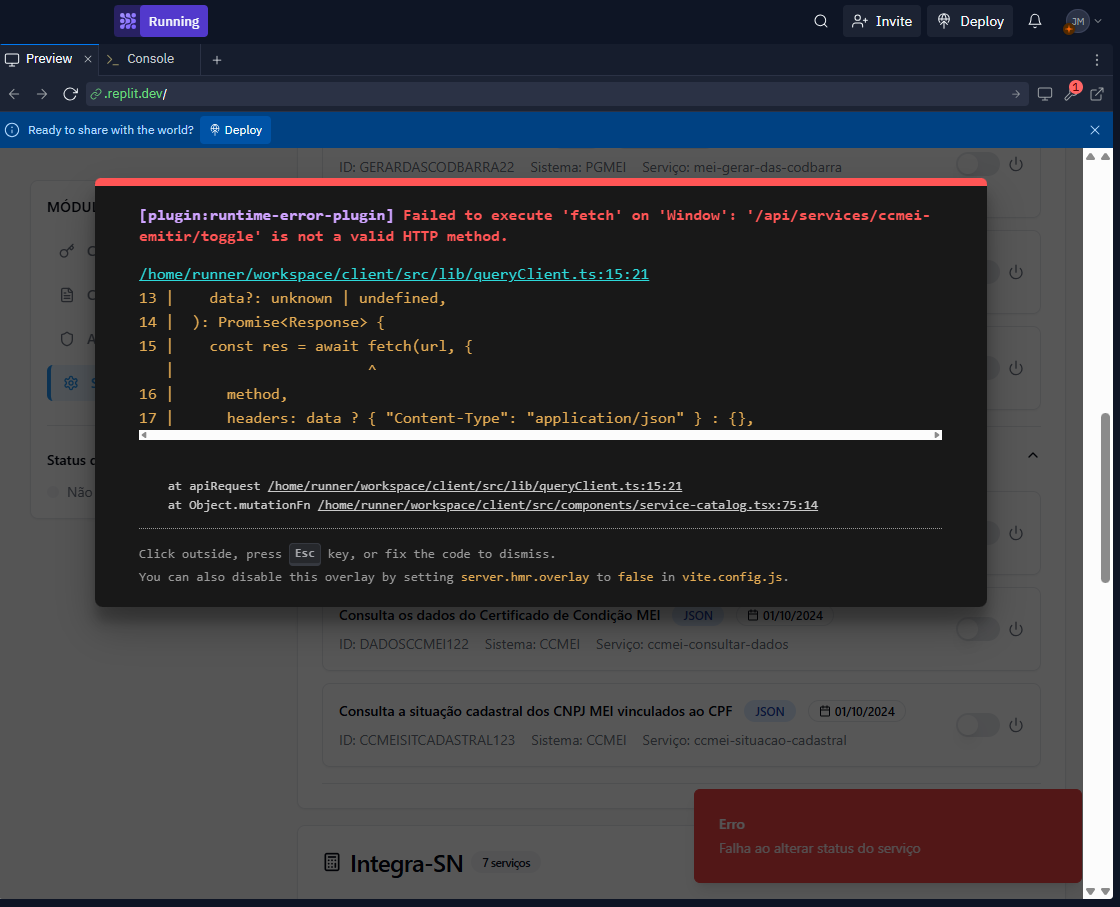 Running
Invite
Deploy
JM
Preview
Console
.replit.dev/
1
Ready to share with the world?
Deploy
ID: GERARDASCODBARRA22 Sistema: PGMEI Serviço: mei-gerar-das-codbarra
MÓDU
C
C
A
S
Status d
Não
[plugin:runtime-error-plugin] Failed to execute 'fetch' on 'Window': '/api/services/ccmei-
emitir/toggle' is not a valid HTTP method.
/home/runner/workspace/client/src/lib/queryClient.ts:15:21
13 | data?: unknown | undefined,
14 | ): Promise<Response> {
15 | const res = await fetch(url, {
| ^
16 | method,
17 | headers: data ? { "Content-Type": "application/json" } : {},
at apiRequest /home/runner/workspace/client/src/lib/queryClient.ts:15:21
at Object.mutationFn /home/runner/workspace/client/src/components/service-catalog.tsx:75:14
Click outside, press Esc key, or fix the code to dismiss.
You can also disable this overlay by setting server.hmr.overlay to false in vite.config.js.
Consulta os dados do Certificado de Condição MEI JSON 01/10/2024
ID: DADOSCCMEI122 Sistema: CCMEI Serviço: ccmei-consultar-dados
Consulta a situação cadastral dos CNPJ MEI vinculados ao CPF JSON 01/10/2024
ID: CCMEISITCADASTRAL123 Sistema: CCMEI Serviço: ccmei-situacao-cadastral
Integra-SN 7 serviços
Erro
Falha ao alterar status do serviço